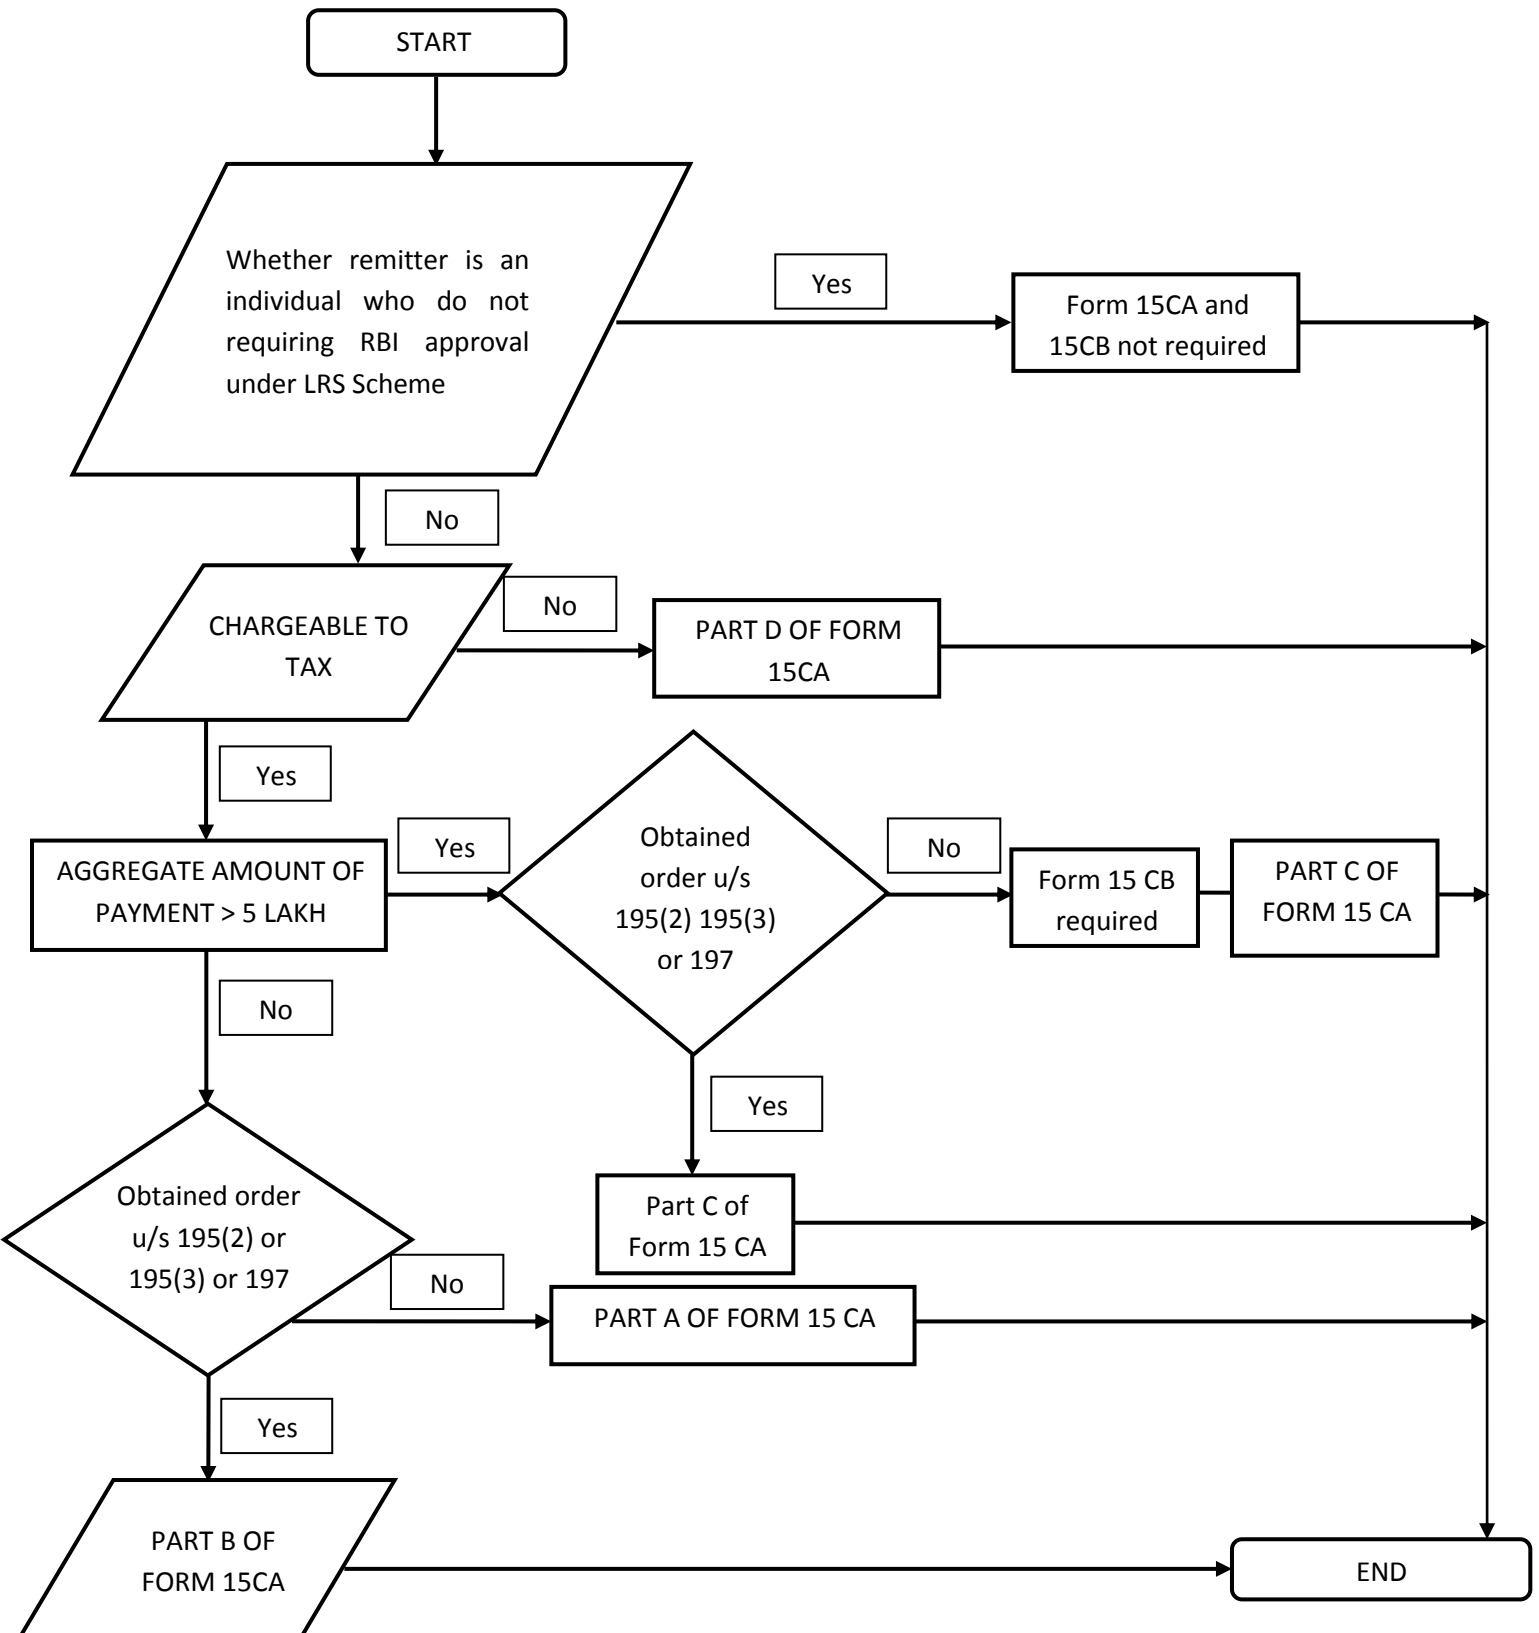 START
Whether remitter is an
individual who do not
requiring RBI approval
under LRS Scheme
Yes
Form 15CA and
15CB not required
No
CHARGEABLE TO
TAX
No
PART D OF FORM
15CA
Yes
AGGREGATE AMOUNT OF
PAYMENT > 5 LAKH
Yes
Obtained
order u/s
195(2) 195(3)
or 197
No
Form 15 CB
required
PART C OF
FORM 15 CA
No
Yes
Part C of
Form 15 CA
Obtained order
u/s 195(2) or
195(3) or 197
No
PART A OF FORM 15 CA
Yes
PART B OF
FORM 15CA
END